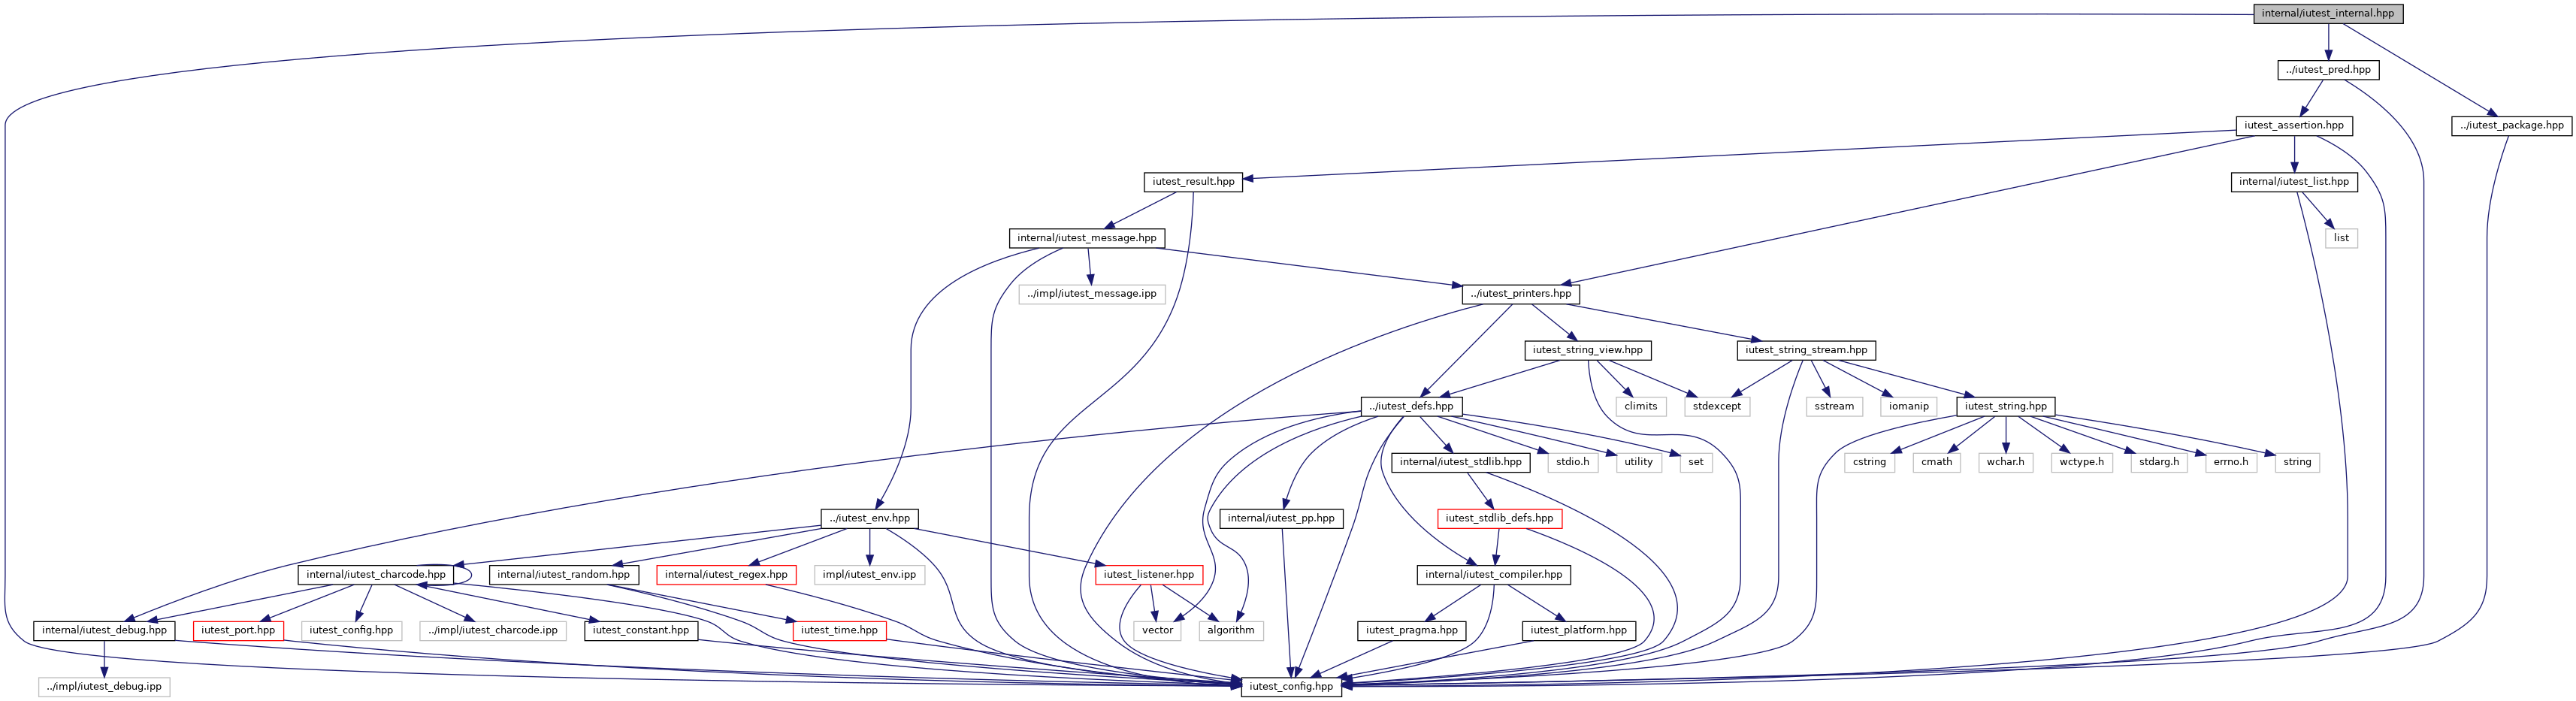 internal/iutest_internal.hpp
../iutest_pred.hpp
iutest_assertion.hpp
../iutest_package.hpp
iutest_result.hpp
internal/iutest_list.hpp
internal/iutest_message.hpp
list
../impl/iutest_message.ipp
../iutest_printers.hpp
iutest_string_view.hpp
iutest_string_stream.hpp
../iutest_defs.hpp
climits
stdexcept
sstream
iomanip
iutest_string.hpp
internal/iutest_stdlib.hpp
stdio.h
utility
set
cstring
cmath
wchar.h
wctype.h
stdarg.h
errno.h
string
../iutest_env.hpp
internal/iutest_pp.hpp
iutest_stdlib_defs.hpp
internal/iutest_charcode.hpp
internal/iutest_random.hpp
internal/iutest_regex.hpp
impl/iutest_env.ipp
iutest_listener.hpp
internal/iutest_compiler.hpp
internal/iutest_debug.hpp
iutest_port.hpp
iutest_config.hpp
../impl/iutest_charcode.ipp
iutest_constant.hpp
iutest_time.hpp
vector
algorithm
iutest_pragma.hpp
iutest_platform.hpp
../impl/iutest_debug.ipp
iutest_config.hpp